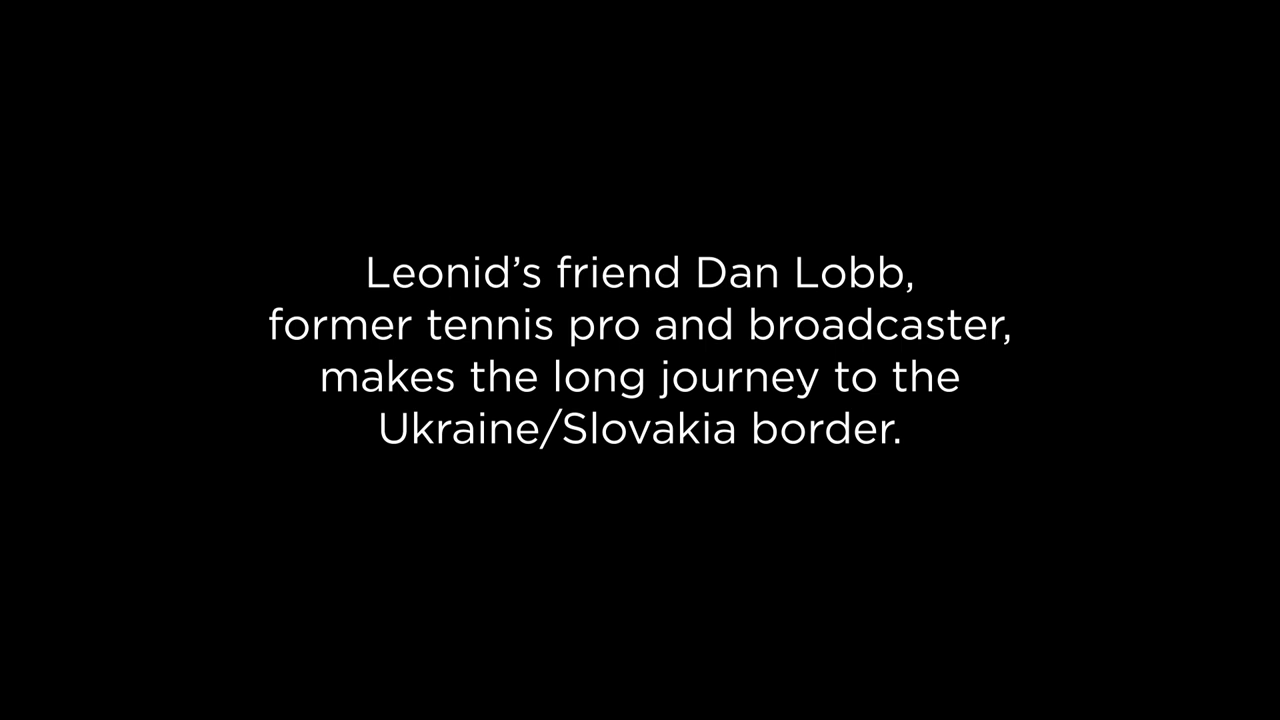 Leonid’s friend Dan Lobb,
former tennis pro and broadcaster,
makes the long journey to the
Ukraine/Slovakia border.